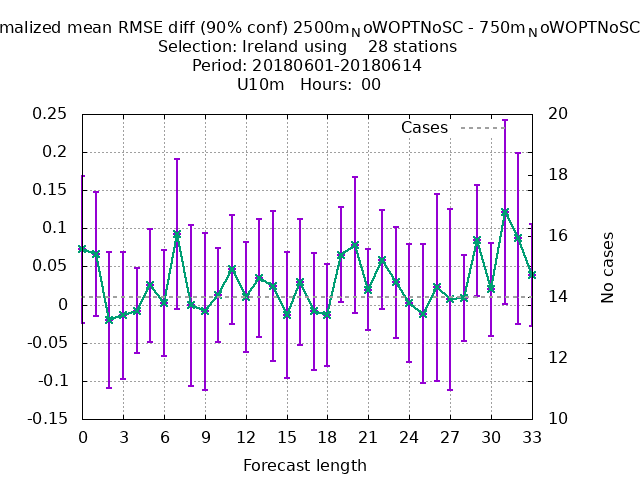 malized mean RMSE diff (90% conf) 2500mNoWOPTNoSC - 750mNoWOPTNoSC
Selection: Ireland using 28 stations
Period: 20180601-20180614
U10m Hours: 00
0.25
0.2
0.15
0.1
0.05
0
-0.05
-0.1
-0.15
Cases
20
18
16
14
12
10
No cases
0 3 6 9 12 15 18 21 24 27 30 33
Forecast length